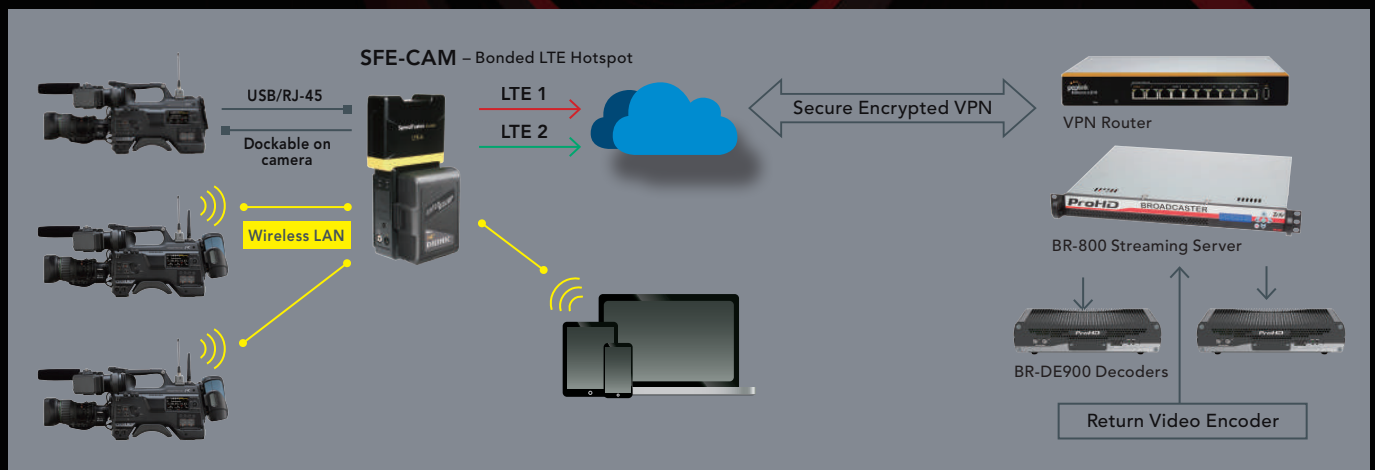 SFE-CAM – Bonded LTE Hotspot
USB/RJ-45
Dockable on
camera
Wireless LAN
LTE 1
LTE 2
Secure Encrypted VPN
peplink
VPN Router
ProHD BROADCASTER
BR-800 Streaming Server
ProHD
ProHD
BR-DE900 Decoders
Return Video Encoder